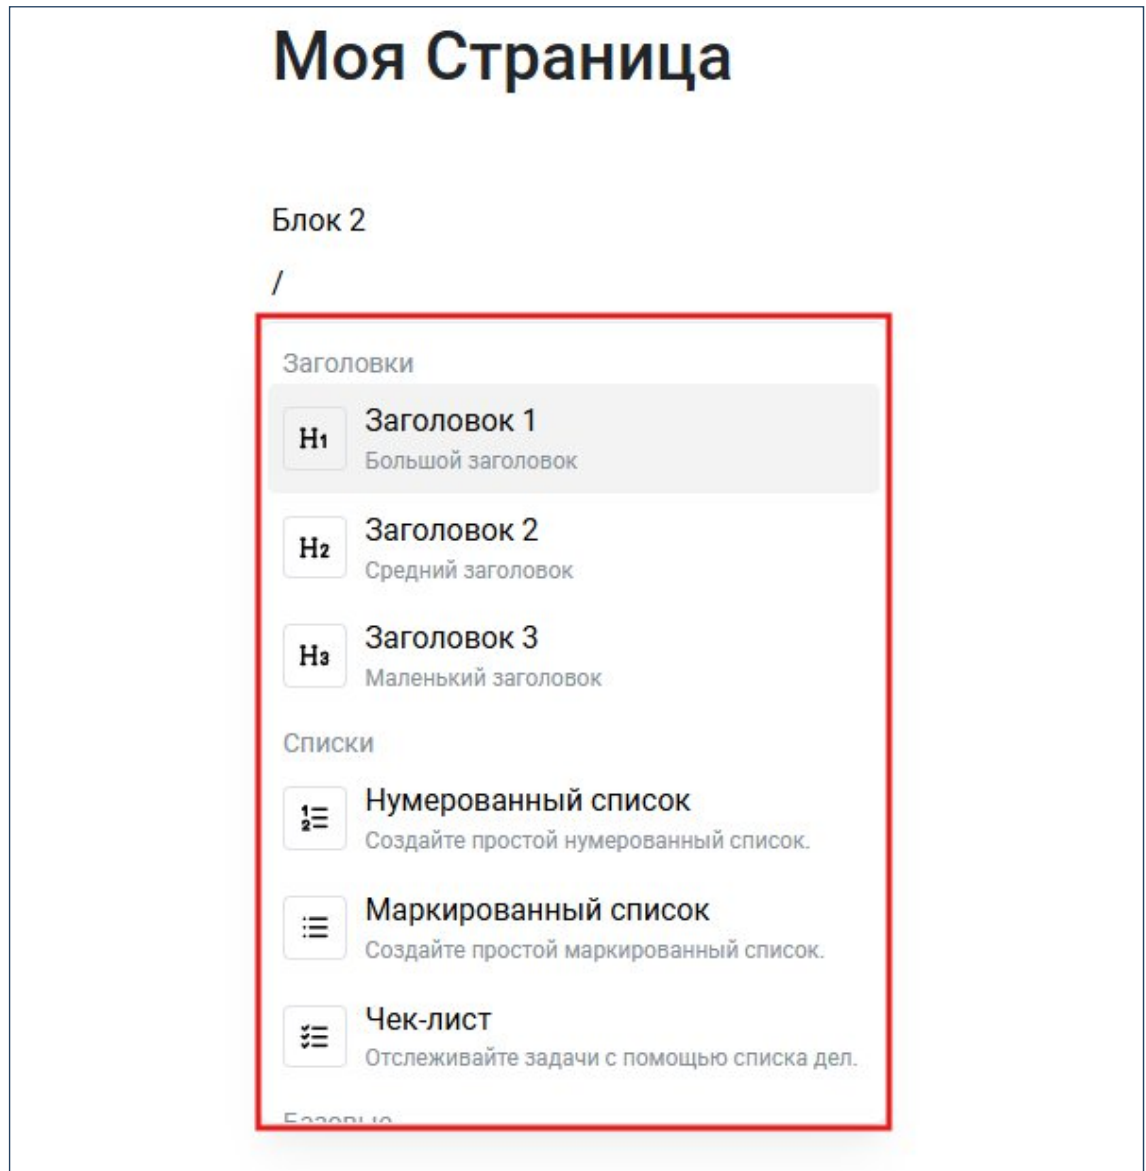 Моя Страница
Блок 2
/
Заголовки
H1 Заголовок 1
Большой заголовок
H2 Заголовок 2
Средний заголовок
H3 Заголовок 3
Маленький заголовок
Списки
Нумерованный список
Создайте простой нумерованный список.
Маркированный список
Создайте простой маркированный список.
Чек-лист
Отслеживайте задачи с помощью списка дел.
Базовые